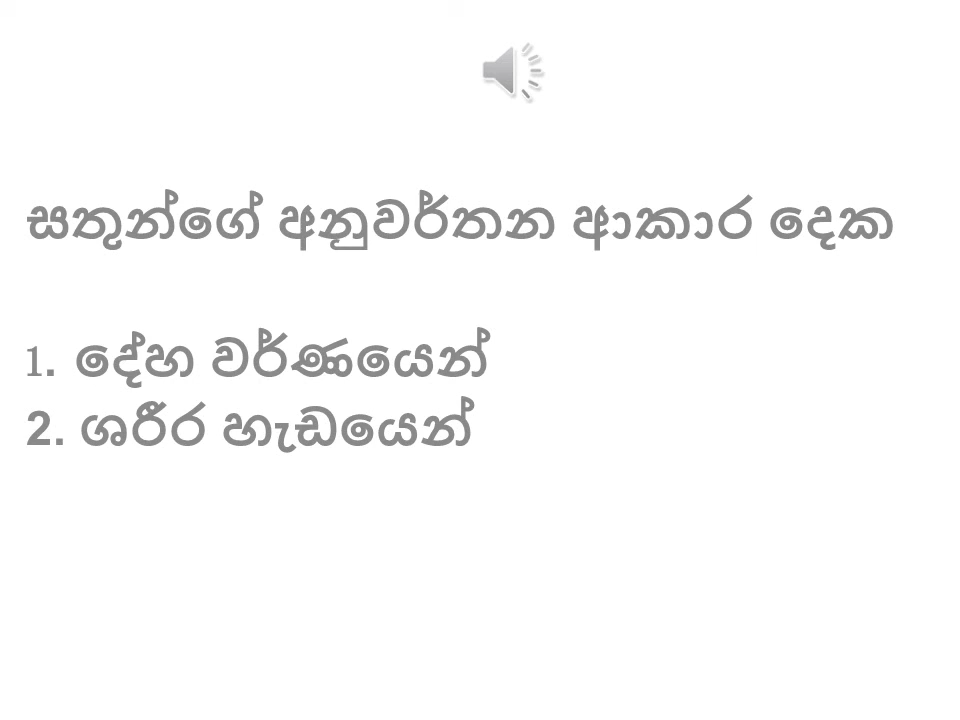 සතුන්ගේ අනුවර්තන ආකාර දෙක
1. දේහ වර්ණයෙන්
2. ශරීර හැඩයෙන්